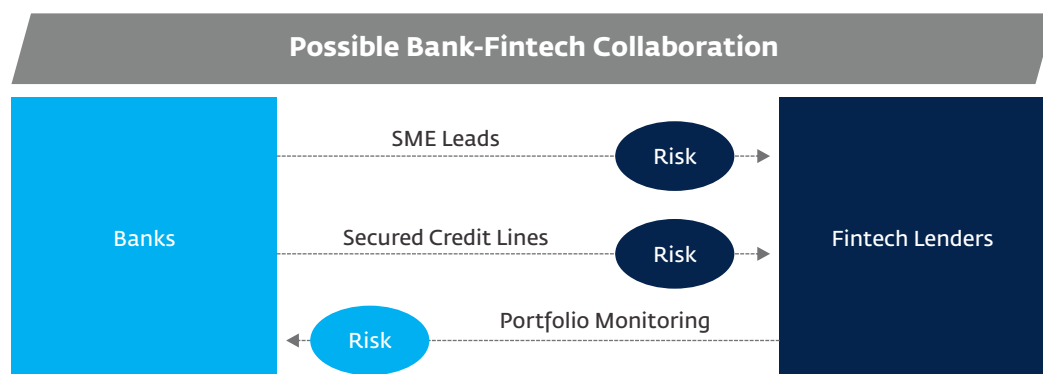 Possible Bank-Fintech Collaboration
SME Leads
Risk
Banks
Secured Credit Lines
Risk
Fintech Lenders
Portfolio Monitoring
Risk